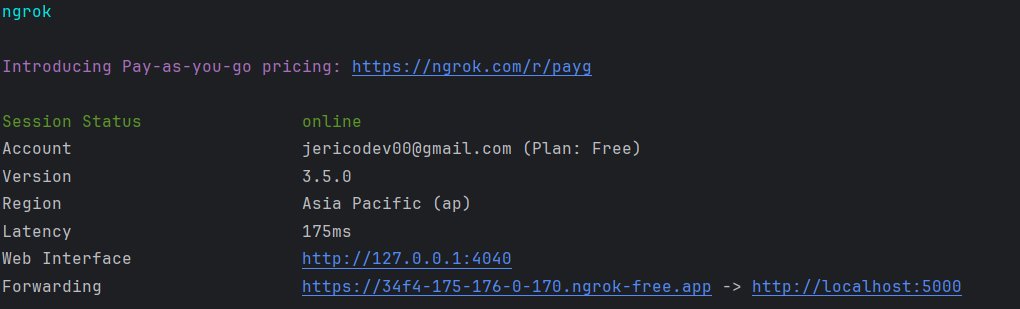 ngrok
Introducing Pay-as-you-go pricing: https://ngrok.com/r/payg
Session Status online
Account jericodev00@gmail.com (Plan: Free)
Version 3.5.0
Region Asia Pacific (ap)
Latency 175ms
Web Interface http://127.0.0.1:4040
Forwarding https://34f4-175-176-0-170.ngrok-free.app -> http://localhost:5000